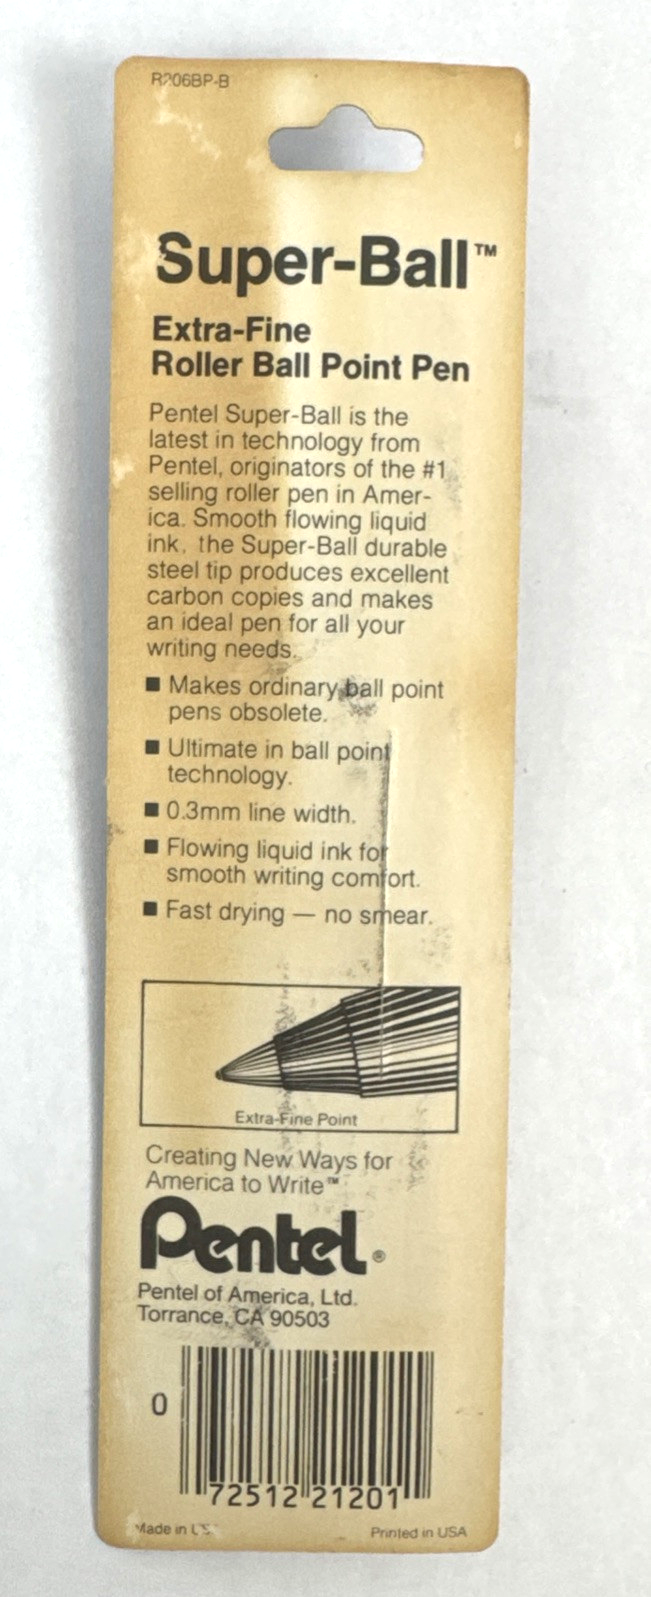 R206BP-B
Super-Ball™
Extra-Fine
Roller Ball Point Pen
Pentel Super-Ball is the
latest in technology from
Pentel, originators of the #1
selling roller pen in Amer-
ica. Smooth flowing liquid
ink, the Super-Ball durable
steel tip produces excellent
carbon copies and makes
an ideal pen for all your
writing needs.
■ Makes ordinary ball point
pens obsolete.
■ Ultimate in ball point
technology.
■ 0.3mm line width.
■ Flowing liquid ink for
smooth writing comfort.
■ Fast drying — no smear.
Extra-Fine Point
Creating New Ways for
America to Write™
Pentel®
Pentel of America, Ltd.
Torrance, CA 90503
0 72512 21201
Made in
Printed in USA